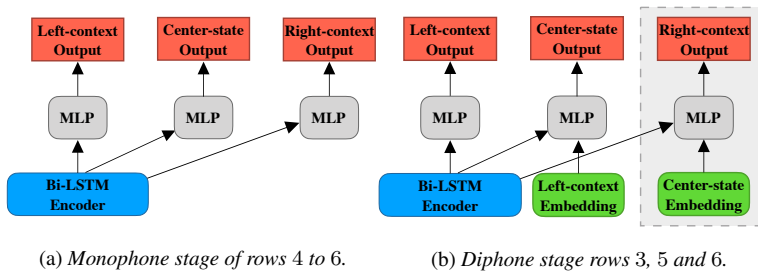 Left-context
Output
Center-state
Output
Right-context
Output
MLP
MLP
MLP
Bi-LSTM
Encoder
(a) Monophone stage of rows 4 to 6.
Left-context
Output
Center-state
Output
Right-context
Output
MLP
MLP
MLP
Bi-LSTM
Encoder
Left-context
Embedding
Center-state
Embedding
(b) Diphone stage rows 3, 5 and 6.